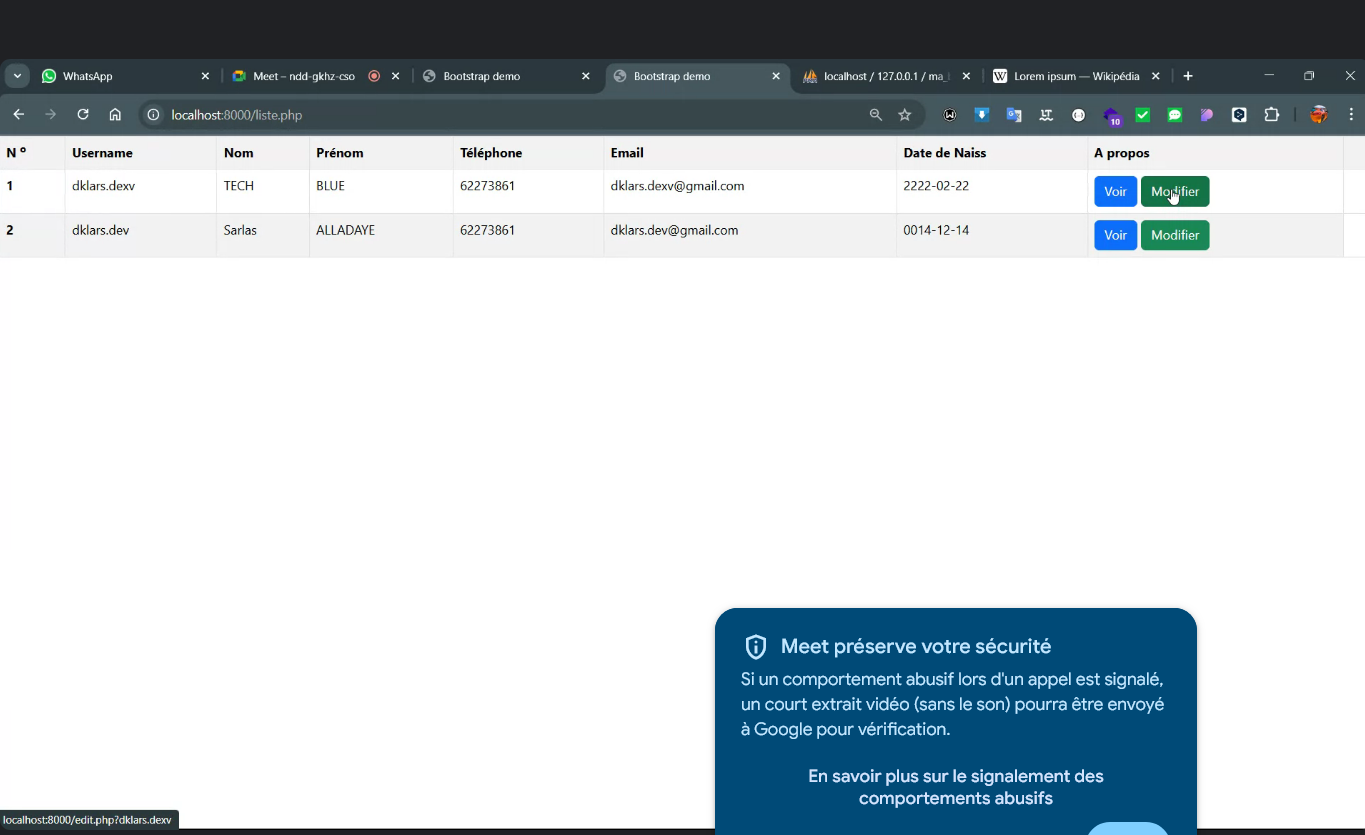 WhatsApp
Meet – ndd-gkhz-cso
Bootstrap demo
Bootstrap demo
localhost / 127.0.0.1 / ma_
Lorem ipsum — Wikipédia
localhost:8000/liste.php
10
N° Username Nom Prénom Téléphone Email Date de Naiss A propos
1 dklars.dexv TECH BLUE 62273861 dklars.dexv@gmail.com 2222-02-22 Voir Modifier
2 dklars.dev Sarlas ALLADAYE 62273861 dklars.dev@gmail.com 0014-12-14 Voir Modifier
Meet préserve votre sécurité
Si un comportement abusif lors d'un appel est signalé,
un court extrait vidéo (sans le son) pourra être envoyé
à Google pour vérification.
En savoir plus sur le signalement des
comportements abusifs
localhost:8000/edit.php?dklars.dexv